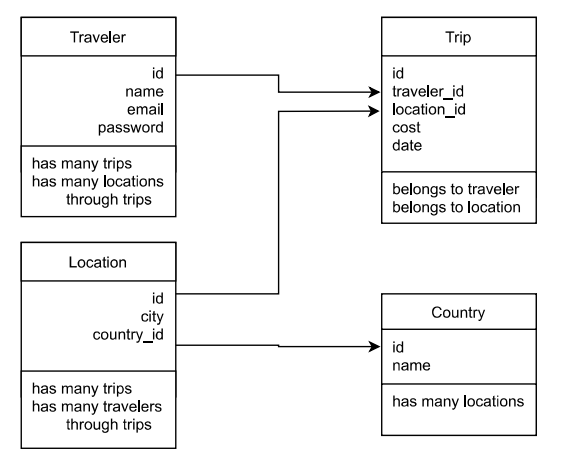 Traveler
id
name
email
password
has many trips
has many locations
through trips
Trip
id
traveler_id
location_id
cost
date
belongs to traveler
belongs to location
Location
id
city
country_id
has many trips
has many travelers
through trips
Country
id
name
has many locations